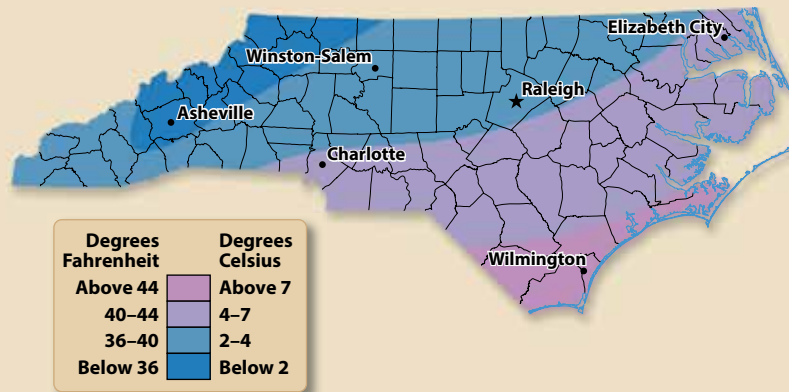 Elizabeth City
Winston-Salem
Raleigh
Asheville
Charlotte
Wilmington
Degrees Fahrenheit
Degrees Celsius
Above 44 Above 7
40–44 4–7
36–40 2–4
Below 36 Below 2